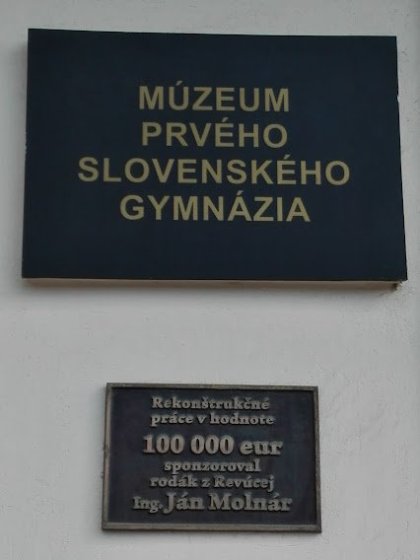 MÚZEUM
PRVÉHO
SLOVENSKÉHO
GYMNÁZIA
Rekonštrukčné
práce v hodnote
100 000 eur
sponzoroval
rodák z Revúcej
Ing. Ján Molnár